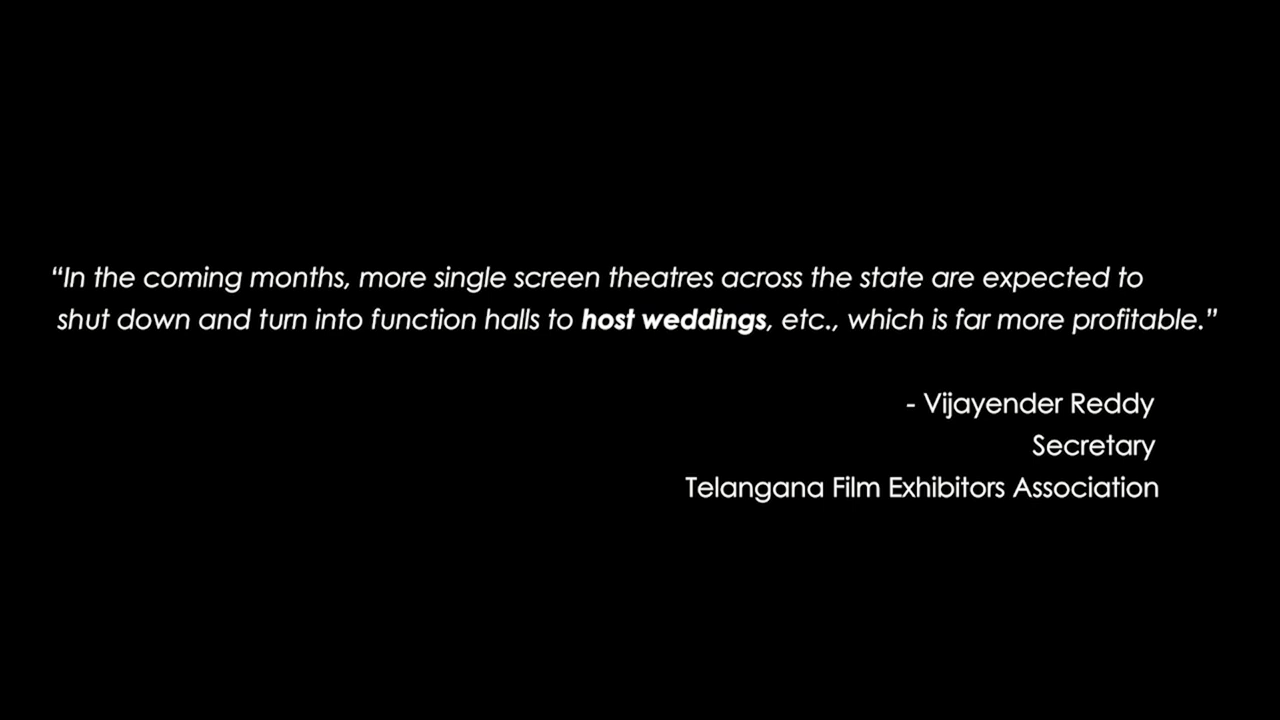 “In the coming months, more single screen theatres across the state are expected to
shut down and turn into function halls to host weddings, etc., which is far more profitable.”
- Vijayender Reddy
Secretary
Telangana Film Exhibitors Association